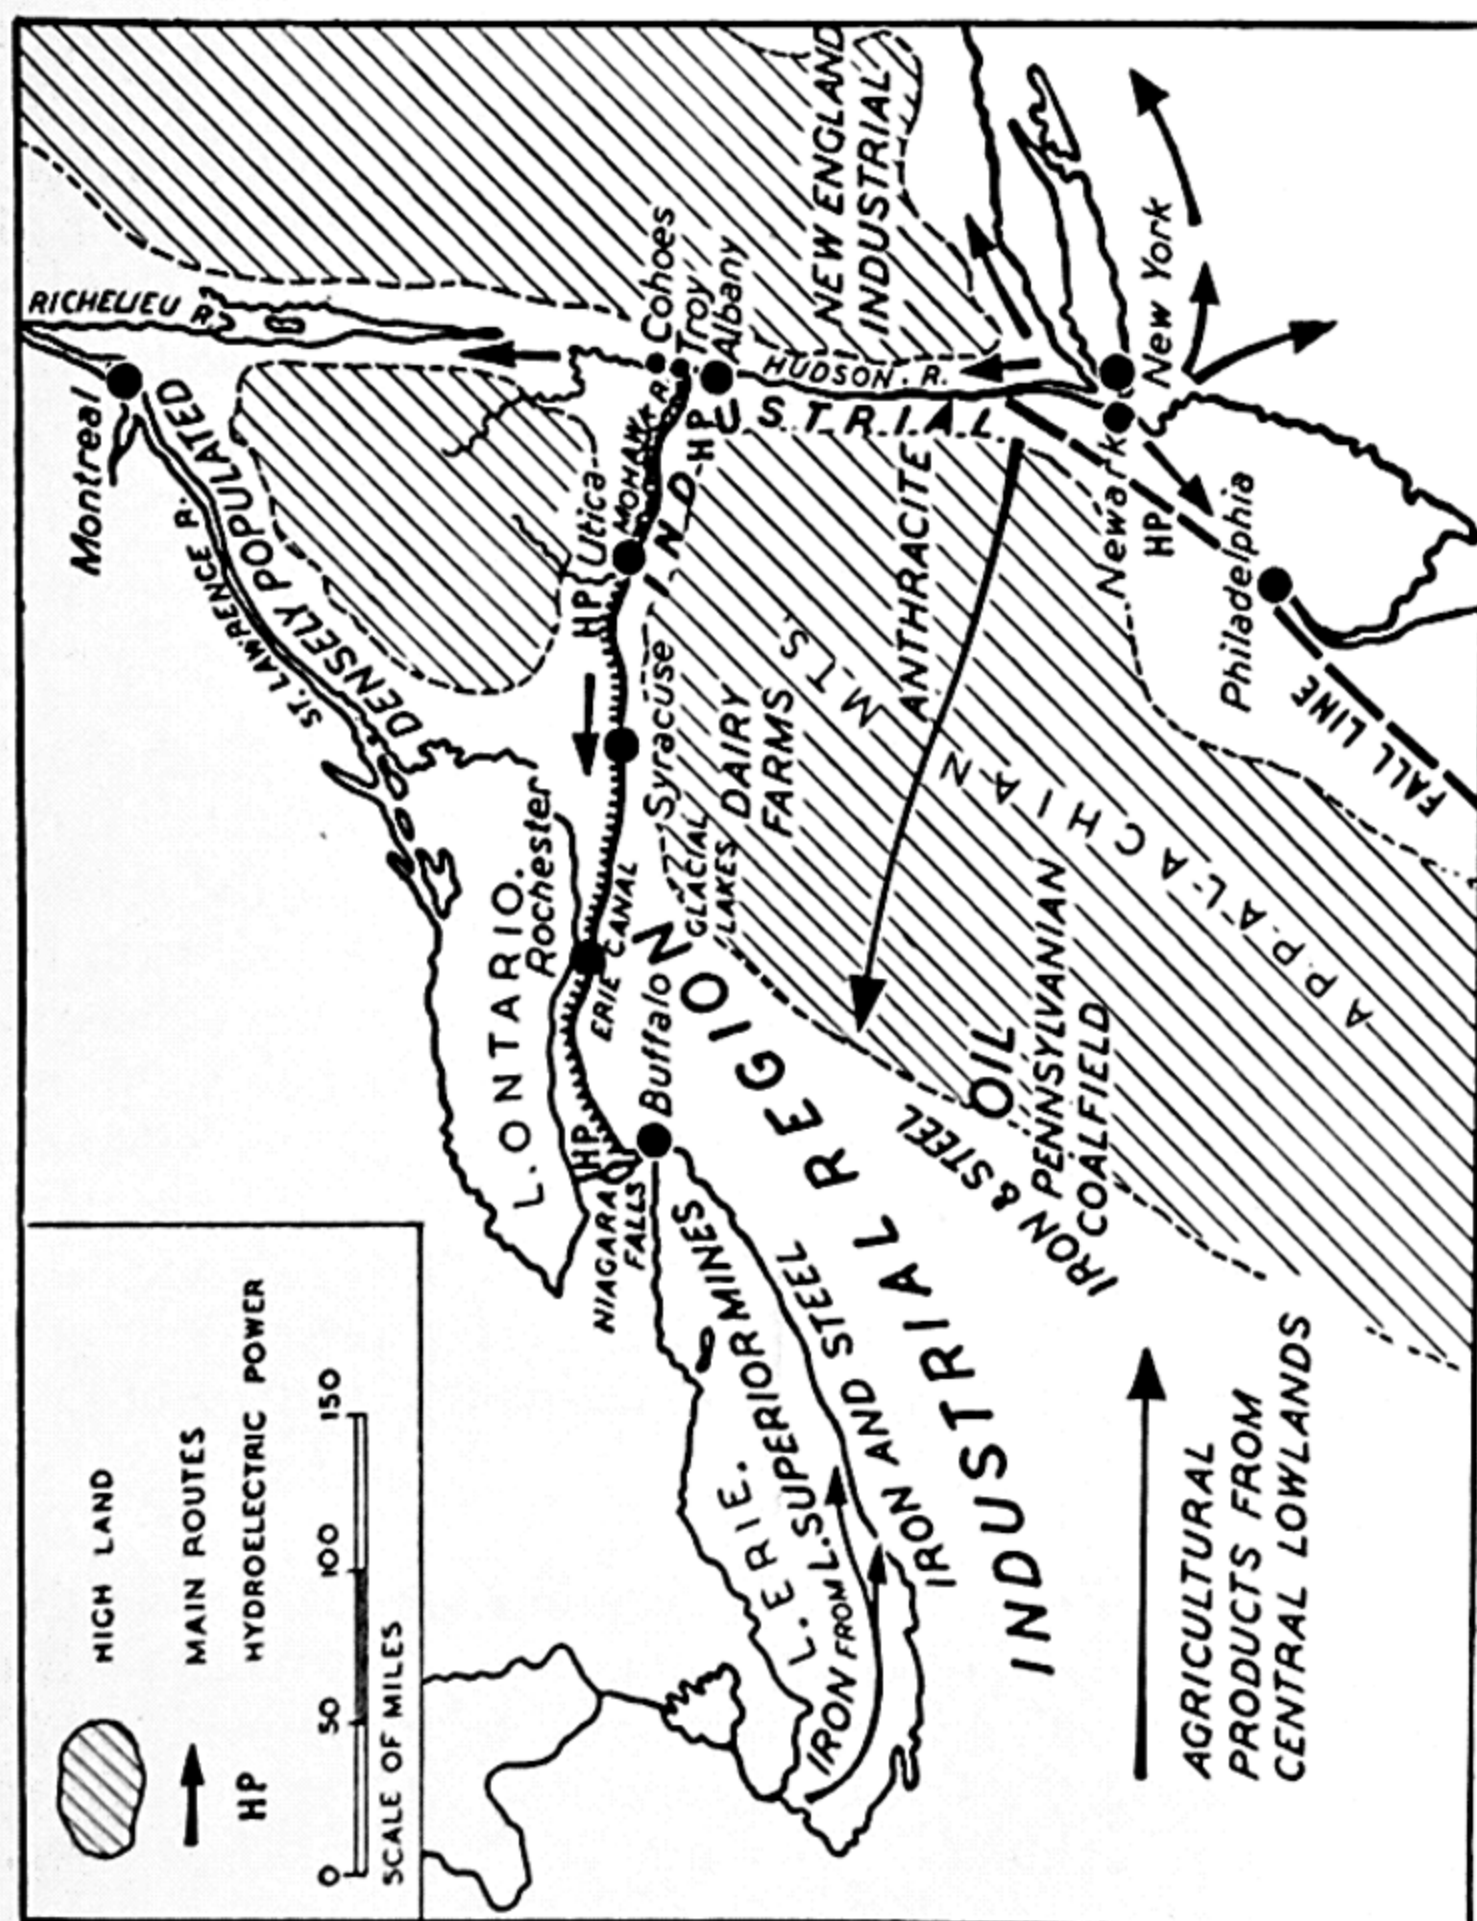 HIGH LAND
MAIN ROUTES
HP HYDROELECTRIC POWER
0 50 100 150
SCALE OF MILES
Montreal
RICHELIEU R.
ST. LAWRENCE R.
DENSELY POPULATED
L. ONTARIO.
Rochester
Utica
MOHAWK R.
Cohoes
Troy
Albany
HP
HP
HP
NIAGARA
FALLS
ERIE CANAL
Buffalo
Syracuse
GLACIAL
LAKES
DAIRY
FARMS
INDUSTRIAL
HUDSON. R.
NEW ENGLAND
INDUSTRIAL
L. ERIE.
IRON FROM L. SUPERIOR MINES
IRON AND STEEL
INDUSTRIAL REGION
IRON & STEEL
OIL
PENNSYLVANIAN
COALFIELD
ANTHRACITE
APPALACHIAN MTS.
Newark
HP
New York
Philadelphia
FALL LINE
AGRICULTURAL
PRODUCTS FROM
CENTRAL LOWLANDS